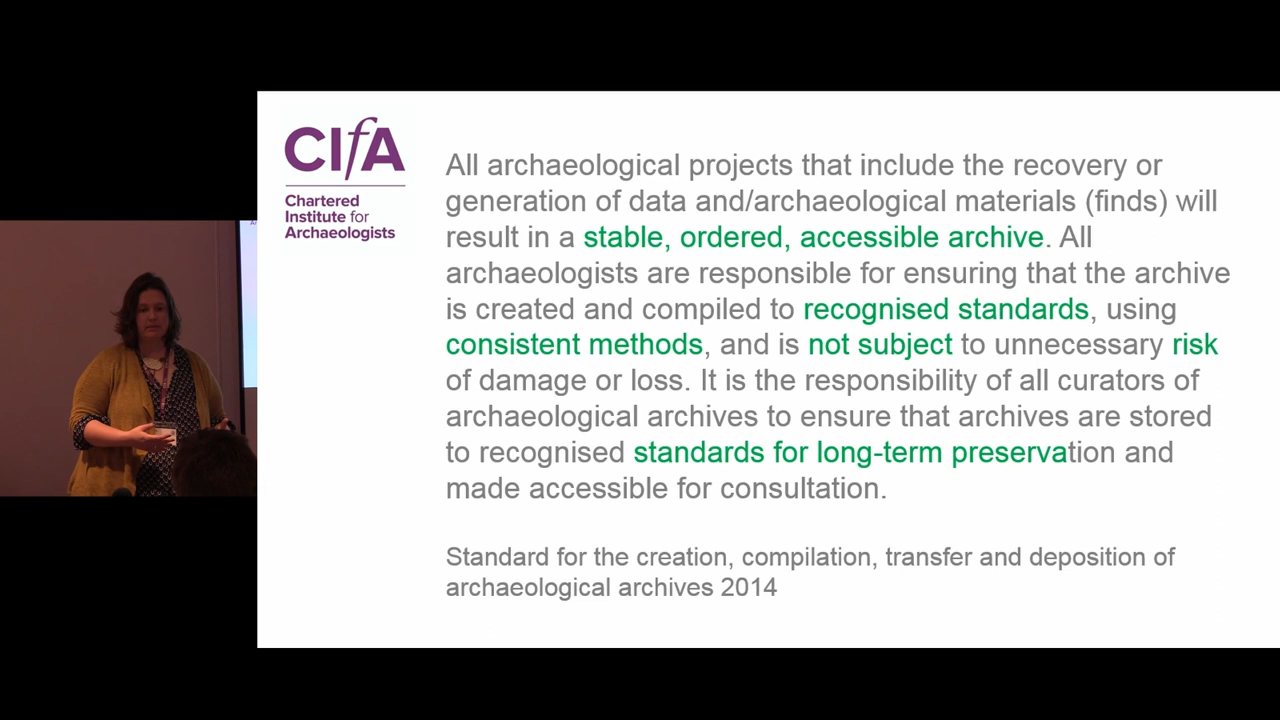 CIfA
Chartered
Institute for
Archaeologists
All archaeological projects that include the recovery or
generation of data and/archaeological materials (finds) will
result in a stable, ordered, accessible archive. All
archaeologists are responsible for ensuring that the archive
is created and compiled to recognised standards, using
consistent methods, and is not subject to unnecessary risk
of damage or loss. It is the responsibility of all curators of
archaeological archives to ensure that archives are stored
to recognised standards for long-term preservation and
made accessible for consultation.
Standard for the creation, compilation, transfer and deposition of
archaeological archives 2014